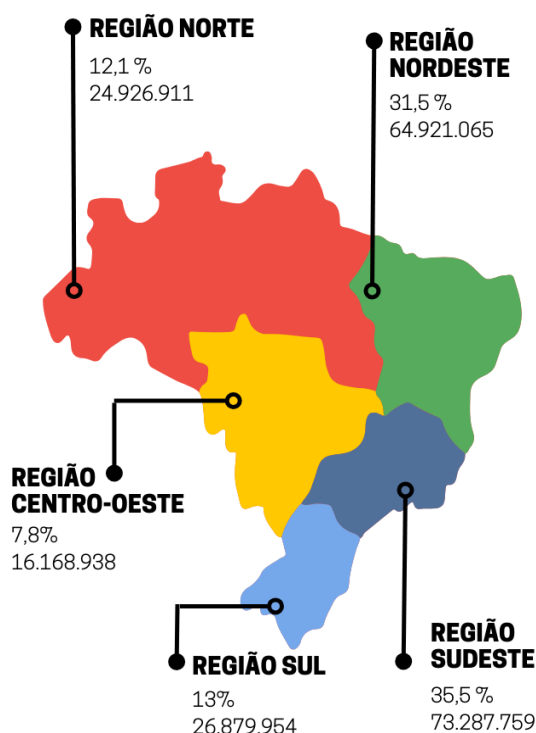 REGIÃO NORTE
12,1 %
24.926.911
REGIÃO
NORDESTE
31,5 %
64.921.065
REGIÃO
CENTRO-OESTE
7,8%
16.168.938
REGIÃO SUL
13%
26.879.954
REGIÃO
SUDESTE
35,5 %
73.287.759